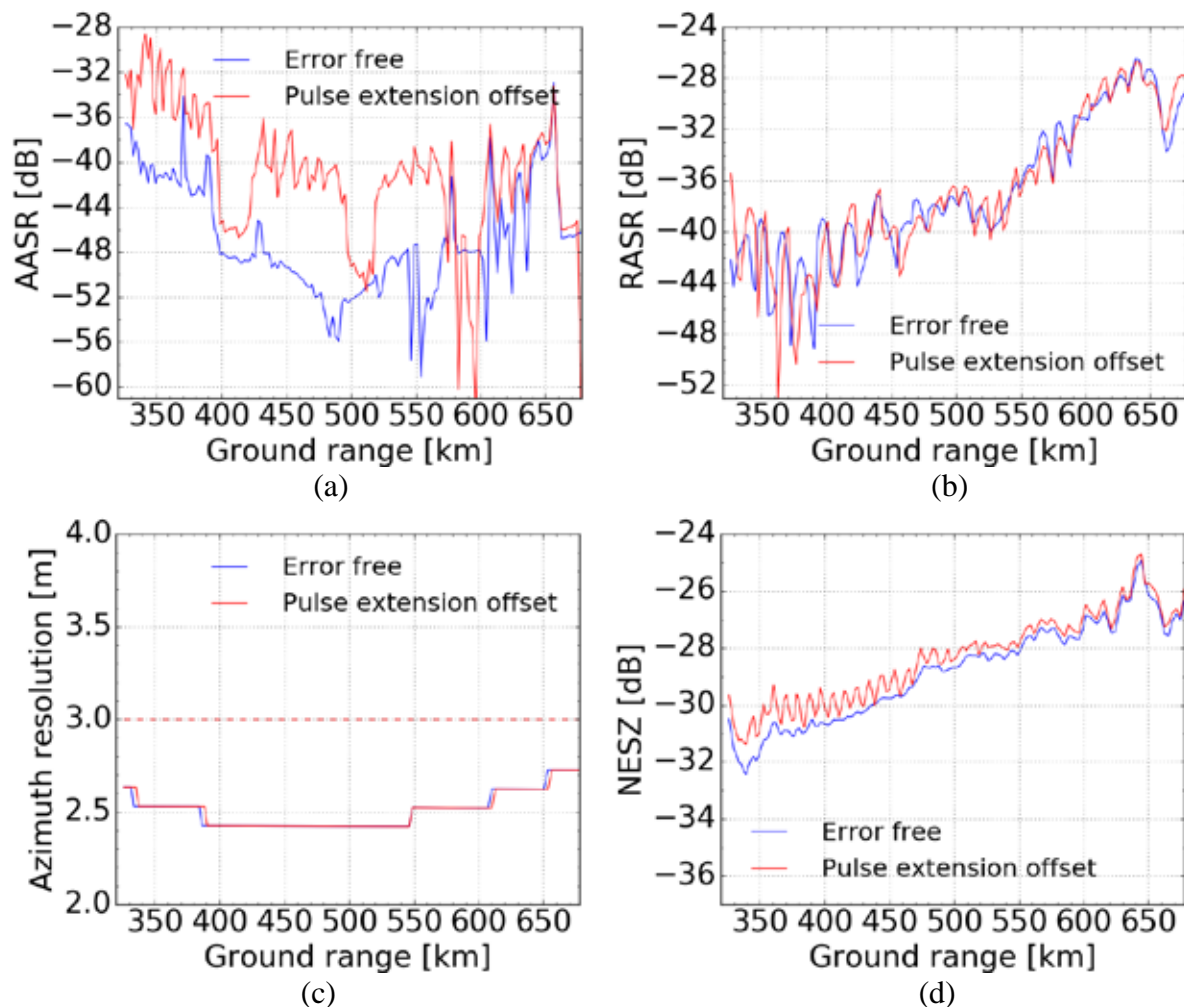 −28
−32
−36
−40
−44
−48
−52
−56
−60
AASR [dB]
Error free
Pulse extension offset
350 400 450 500 550 600 650
Ground range [km]
(a)
−24
−28
−32
−36
−40
−44
−48
−52
RASR [dB]
Error free
Pulse extension offset
350 400 450 500 550 600 650
Ground range [km]
(b)
4.0
3.5
3.0
2.5
2.0
Azimuth resolution [m]
Error free
Pulse extension offset
350 400 450 500 550 600 650
Ground range [km]
(c)
−24
−26
−28
−30
−32
−34
−36
NESZ [dB]
Error free
Pulse extension offset
350 400 450 500 550 600 650
Ground range [km]
(d)